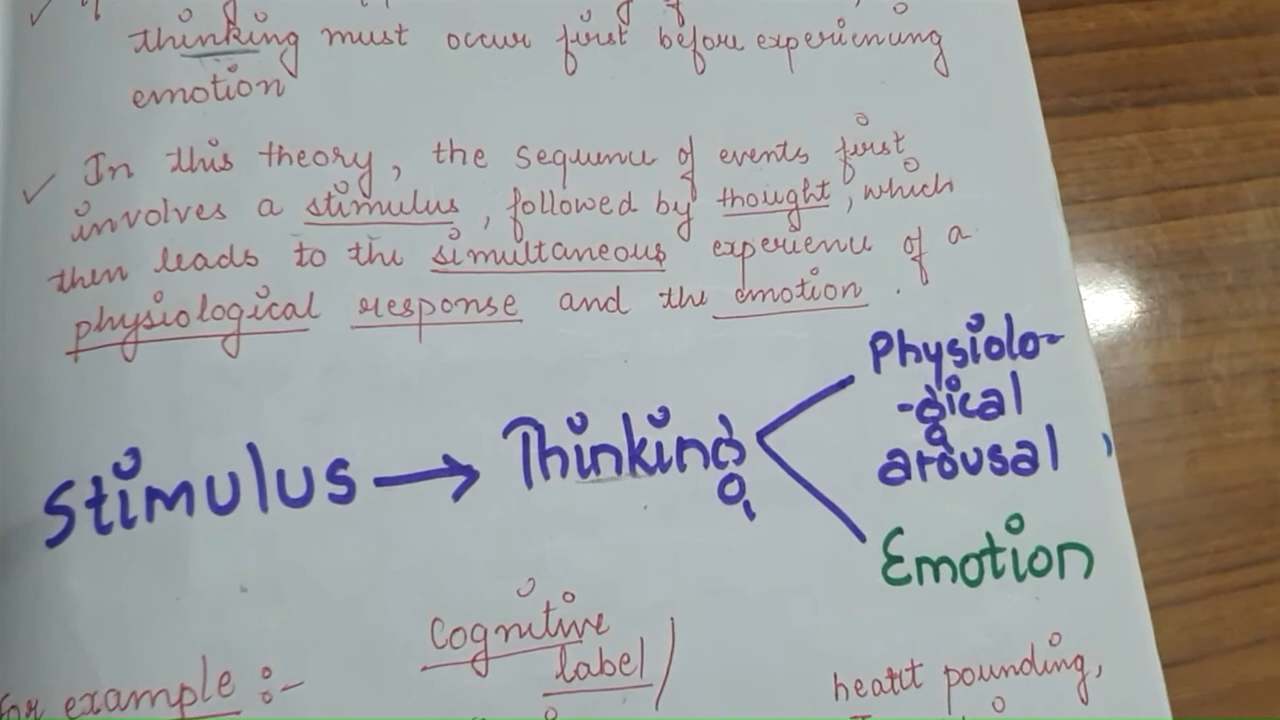 thinking must occur first before experiencing
emotion
✓ In this theory, the sequence of events first
involves a stimulus, followed by thought, which
then leads to the simultaneous experience of a
physiological response and the emotion.
Stimulus → Thinking
Physiolo-
-gical
arousal
Emotion
cognitive
label
for example :-
heart pounding,